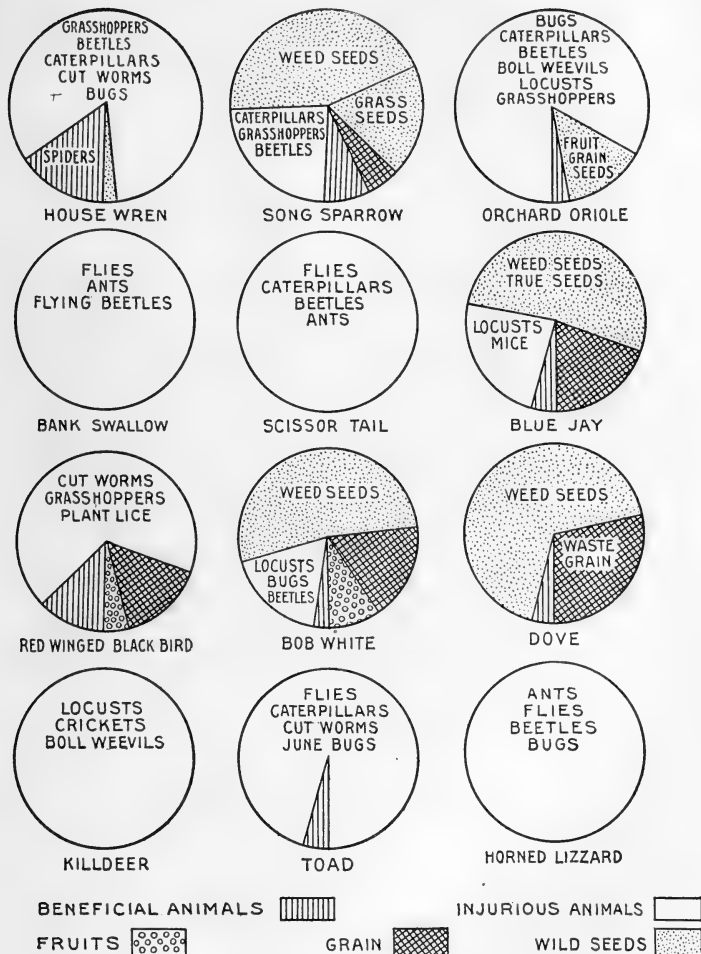 GRASSHOPPERS
BEETLES
CATERPILLARS
CUT WORMS
BUGS
SPIDERS
HOUSE WREN
WEED SEEDS
GRASS
SEEDS
CATERPILLARS
GRASSHOPPERS
BEETLES
SONG SPARROW
BUGS
CATERPILLARS
BEETLES
BOLL WEEVILS
LOCUSTS
GRASSHOPPERS
FRUIT
GRAIN
SEEDS
ORCHARD ORIOLE
FLIES
ANTS
FLYING BEETLES
BANK SWALLOW
FLIES
CATERPILLARS
BEETLES
ANTS
SCISSOR TAIL
WEED SEEDS
TRUE SEEDS
LOCUSTS
MICE
BLUE JAY
CUT WORMS
GRASSHOPPERS
PLANT LICE
RED WINGED BLACK BIRD
WEED SEEDS
LOCUSTS
BUGS
BEETLES
BOB WHITE
WEED SEEDS
WASTE
GRAIN
DOVE
LOCUSTS
CRICKETS
BOLL WEEVILS
KILLDEER
FLIES
CATERPILLARS
CUT WORMS
JUNE BUGS
TOAD
ANTS
FLIES
BEETLES
BUGS
HORNED LIZZARD
BENEFICIAL ANIMALS
INJURIOUS ANIMALS
FRUITS
GRAIN
WILD SEEDS